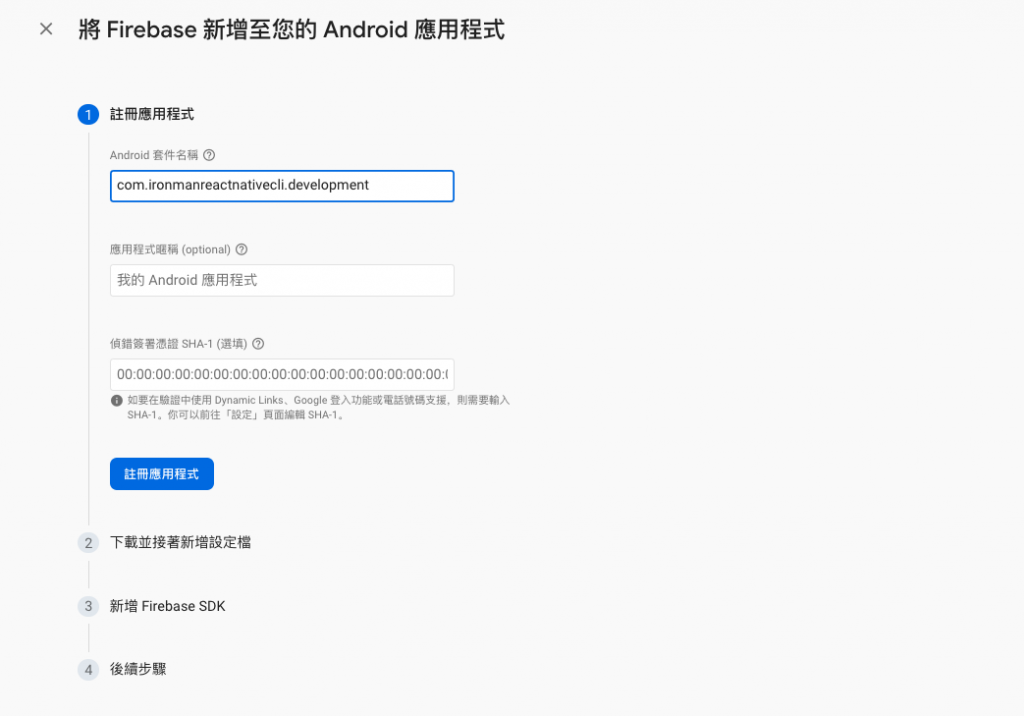 將 Firebase 新增至您的 Android 應用程式
1 註冊應用程式
Android 套件名稱
com.ironmanreactnativecli.development
應用程式暱稱 (optional)
我的 Android 應用程式
偵錯簽署憑證 SHA-1 (選填)
00:00:00:00:00:00:00:00:00:00:00:00:00:00:00:00:00:
如要在驗證中使用 Dynamic Links、Google 登入功能或電話號碼支援，則需要輸入
SHA-1。你可以前往「設定」頁面編輯 SHA-1。
註冊應用程式
2 下載並接著新增設定檔
3 新增 Firebase SDK
4 後續步驟